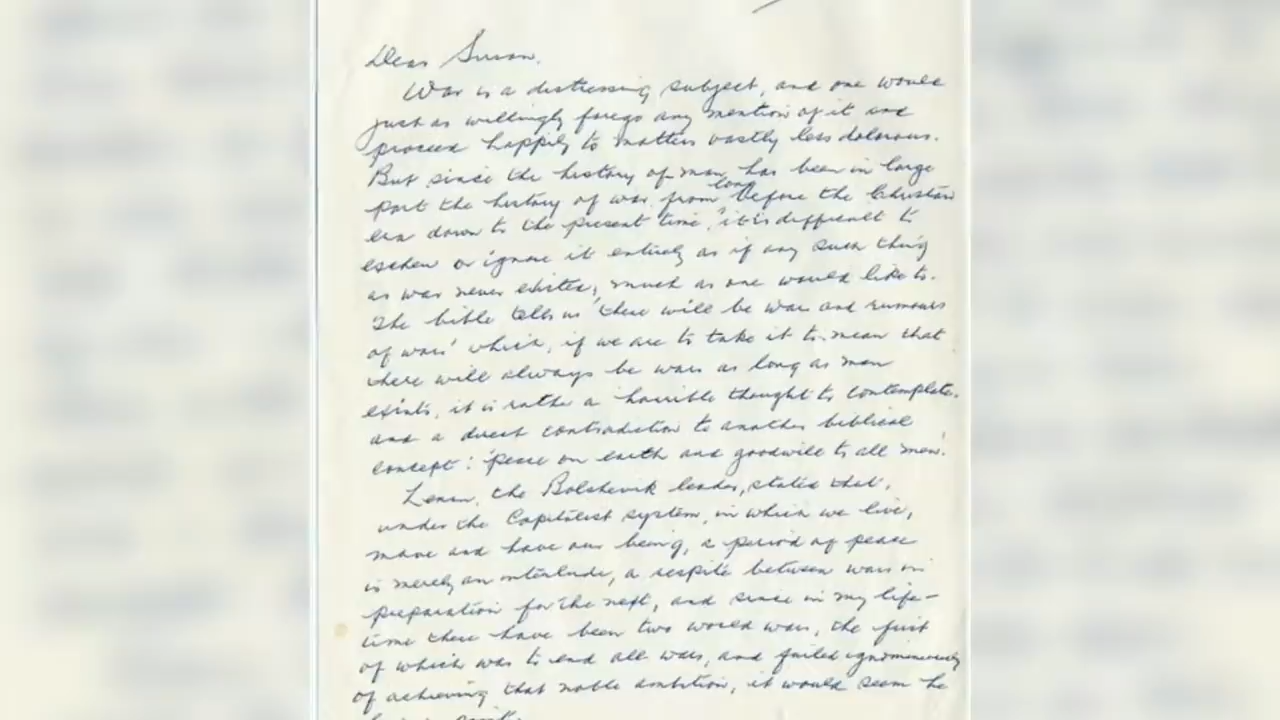 Dear Susan,
War is a distressing subject, and one would
just as willingly forego any mention of it and
proceed happily to matters vastly less dolorous.
But since the history of man has been in large
part the history of war from long before the Christian
era down to the present time, it is difficult to
eschew or ignore it entirely as if any such thing
as war never existed, much as one would like to.
The bible tells us 'there will be war and rumours
of wars' which, if we are to take it to mean that
there will always be wars as long as man
exists, it is rather a horrible thought to contemplate,
and a direct contradiction to another biblical
concept: 'peace on earth and goodwill to all men'.
Lenin, the Bolshevik leader, stated that,
under the Capitalist system, in which we live,
move and have our being, a period of peace
is merely an interlude, a respite between wars in
preparation for the next, and since in my life-
time there have been two world wars, the first
of which was to end all wars, and failed ignominiously
of achieving that noble ambition, it would seem he